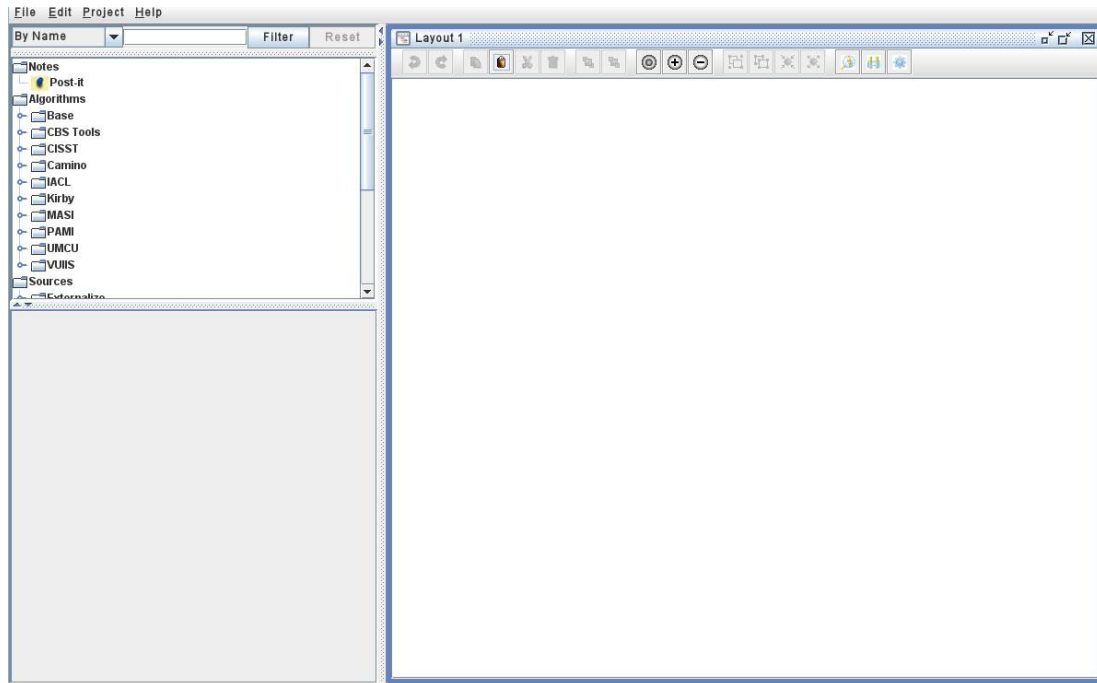 File Edit Project Help
By Name Filter Reset
Layout 1
Notes
Post-it
Algorithms
Base
CBS Tools
CISST
Camino
IACL
Kirby
MASI
PAMI
UMCU
VUIIS
Sources
Externalize